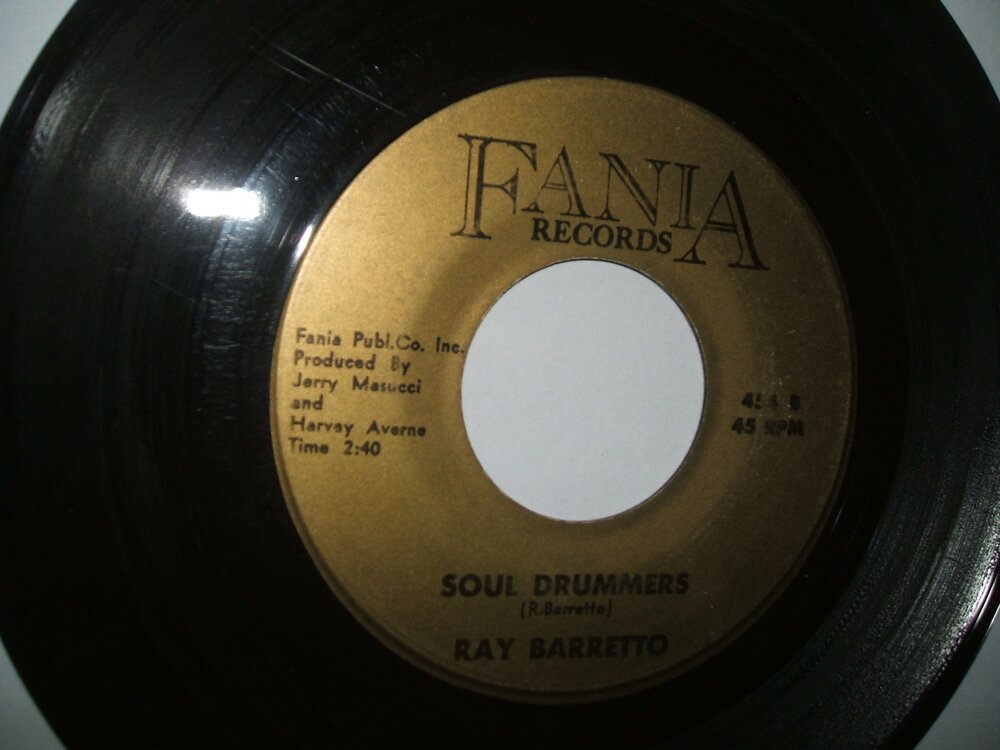 FANIA
RECORDS
Fania Publ.Co. Inc.
Produced By
Jerry Masucci
and
Harvey Averne
Time 2:40
45 RPM
SOUL DRUMMERS
(R.Barretto)
RAY BARRETTO